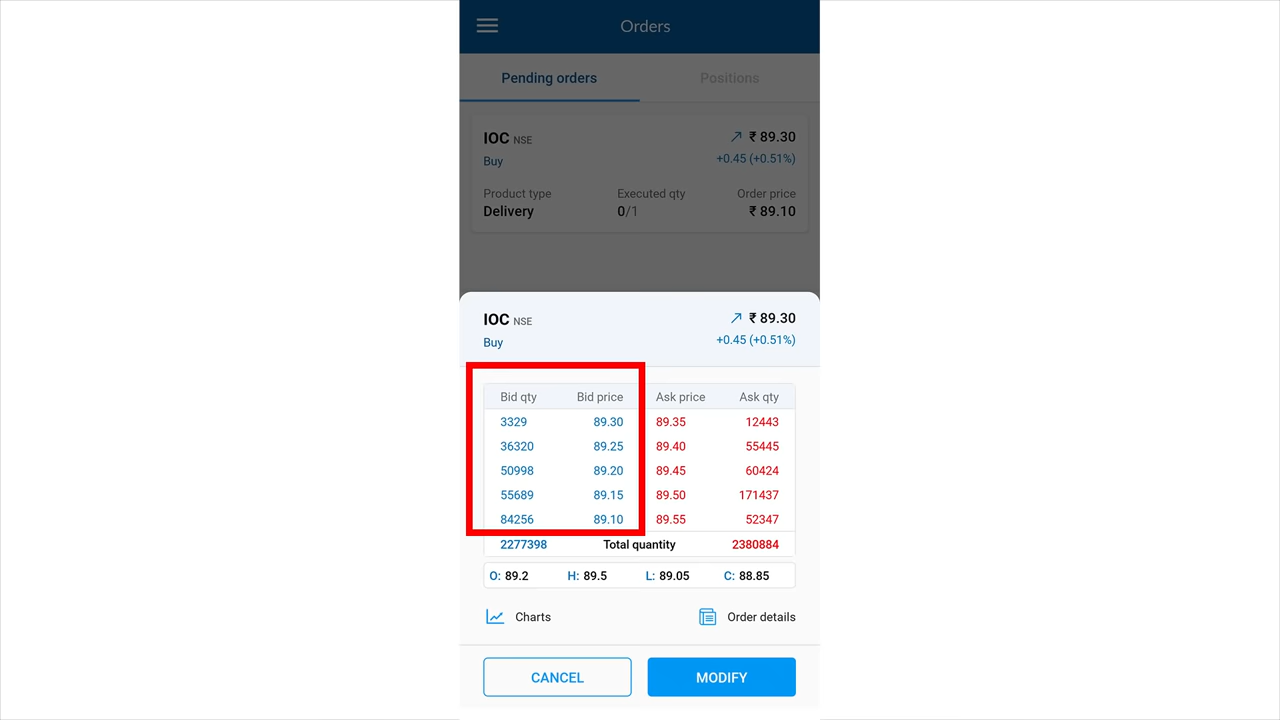 Orders
Pending orders Positions
IOC NSE ₹ 89.30
Buy +0.45 (+0.51%)
Product type Executed qty Order price
Delivery 0/1 ₹ 89.10
IOC NSE ₹ 89.30
Buy +0.45 (+0.51%)
Bid qty Bid price Ask price Ask qty
3329 89.30 89.35 12443
36320 89.25 89.40 55445
50998 89.20 89.45 60424
55689 89.15 89.50 171437
84256 89.10 89.55 52347
2277398 Total quantity 2380884
O: 89.2 H: 89.5 L: 89.05 C: 88.85
Charts Order details
CANCEL MODIFY